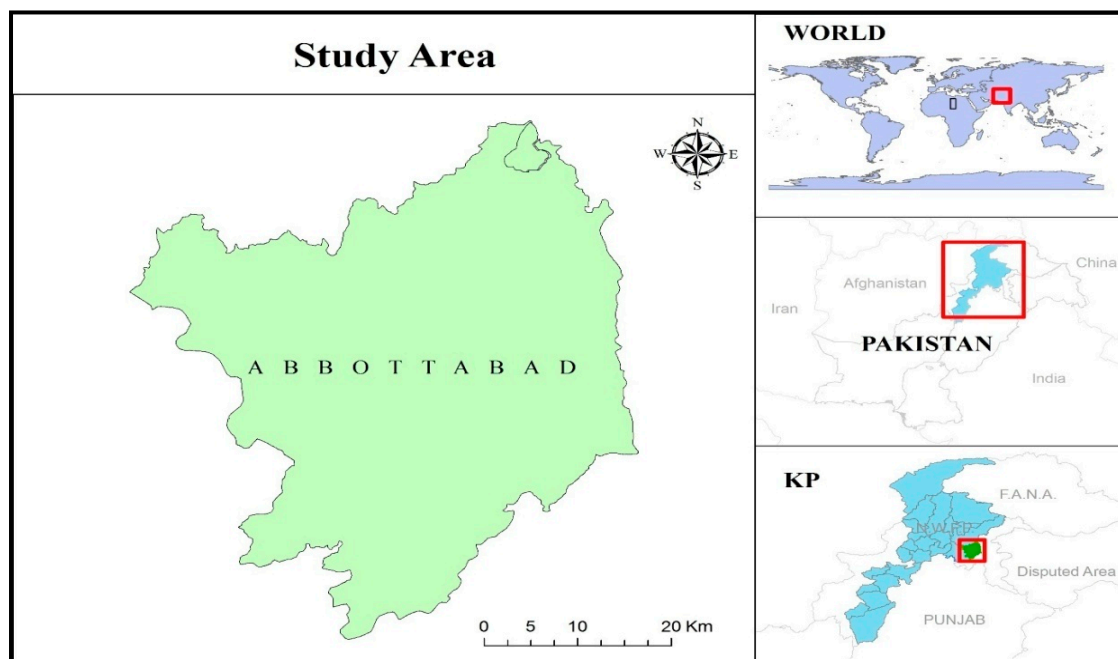 Study Area
N
W E
S
A B B O T T A B A D
0 5 10 20 Km
WORLD
Afghanistan
China
Iran
PAKISTAN
India
KP
F.A.N.A.
N.W.F.P.
Disputed Area
PUNJAB